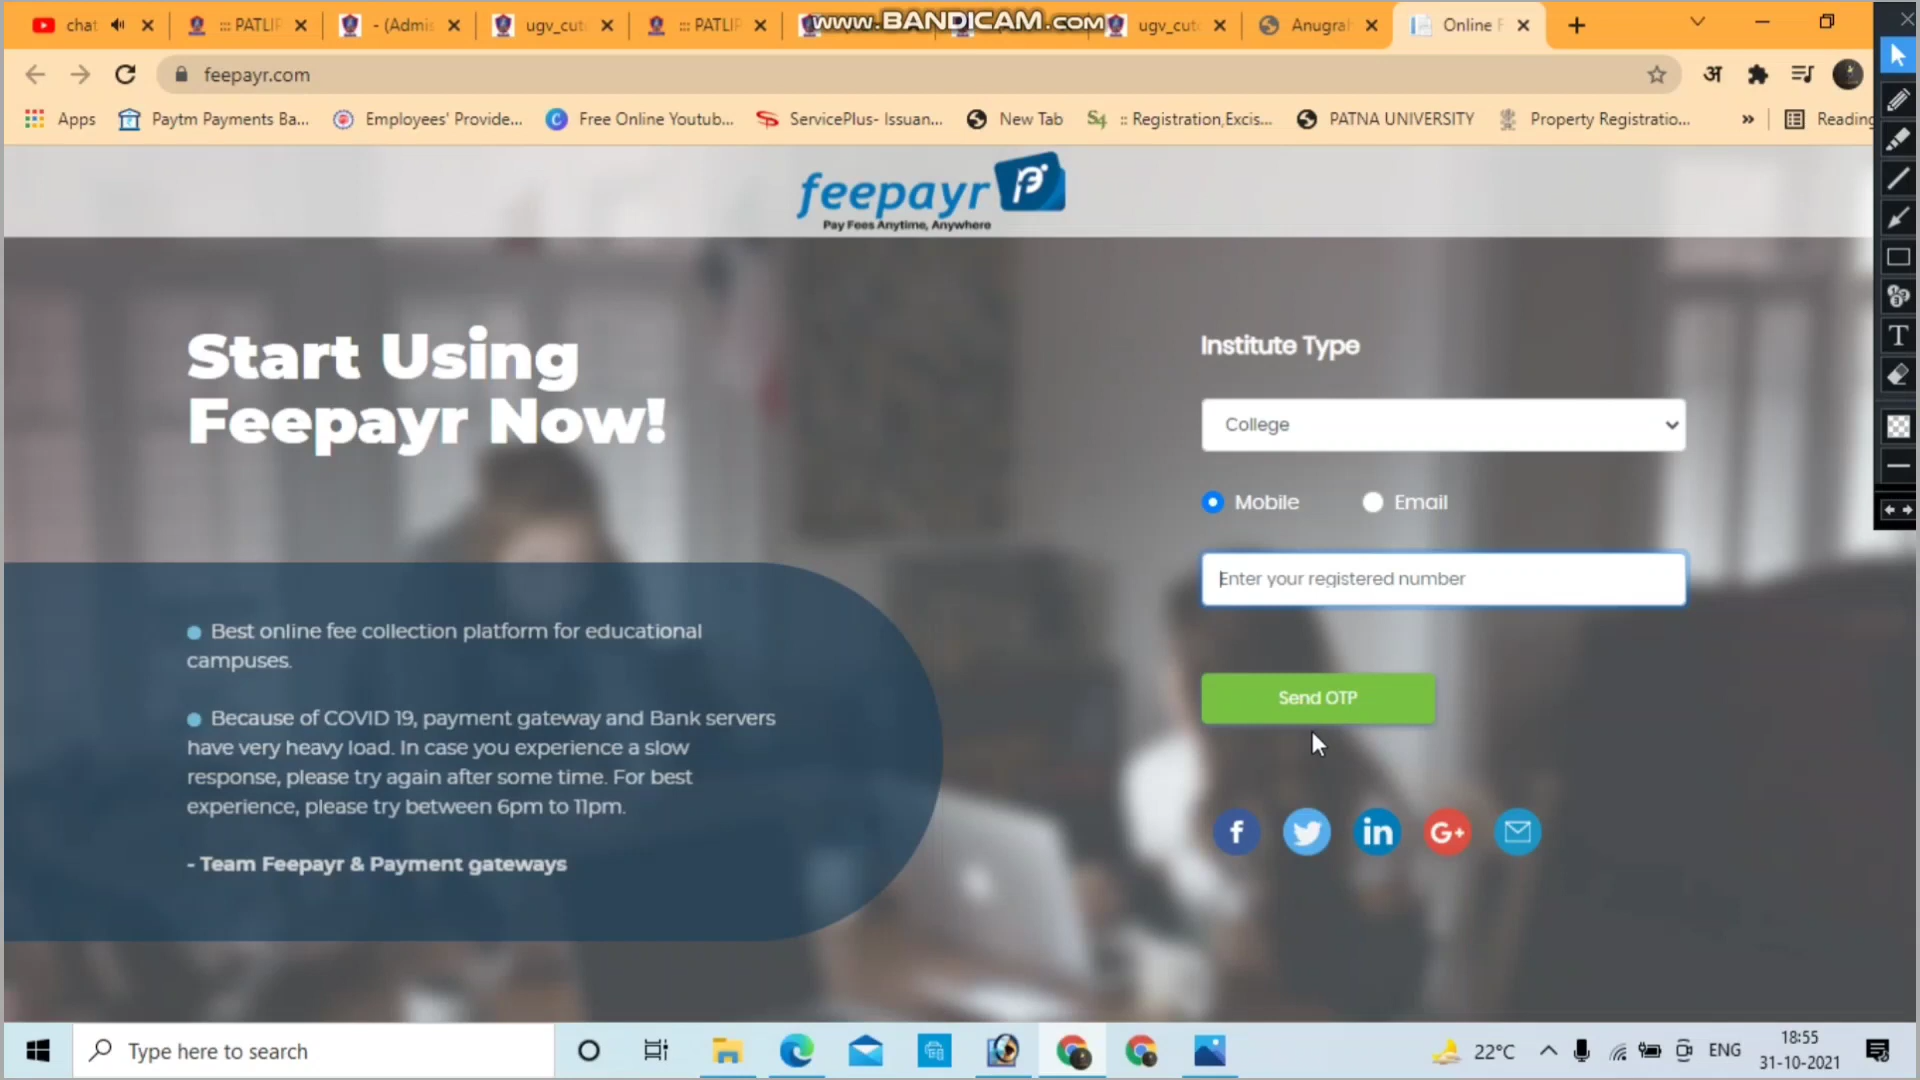 chat
::: PATLIP
- (Admis
ugv_cut
::: PATLIP
www.BANDICAM.com
ugv_cut
Anugrah
Online F
feepayr.com
अ
Apps
Paytm Payments Ba...
Employees' Provide...
Free Online Youtub...
ServicePlus- Issuan...
New Tab
:: Registration,Excis...
PATNA UNIVERSITY
Property Registratio...
»
Reading
feepayr
Pay Fees Anytime, Anywhere
Start Using
Feepayr Now!
Best online fee collection platform for educational
campuses.
Because of COVID 19, payment gateway and Bank servers
have very heavy load. In case you experience a slow
response, please try again after some time. For best
experience, please try between 6pm to 11pm.
- Team Feepayr & Payment gateways
Institute Type
College
Mobile
Email
Enter your registered number
Send OTP
f
in
G+
T
Type here to search
22°C
ENG
18:55
31-10-2021